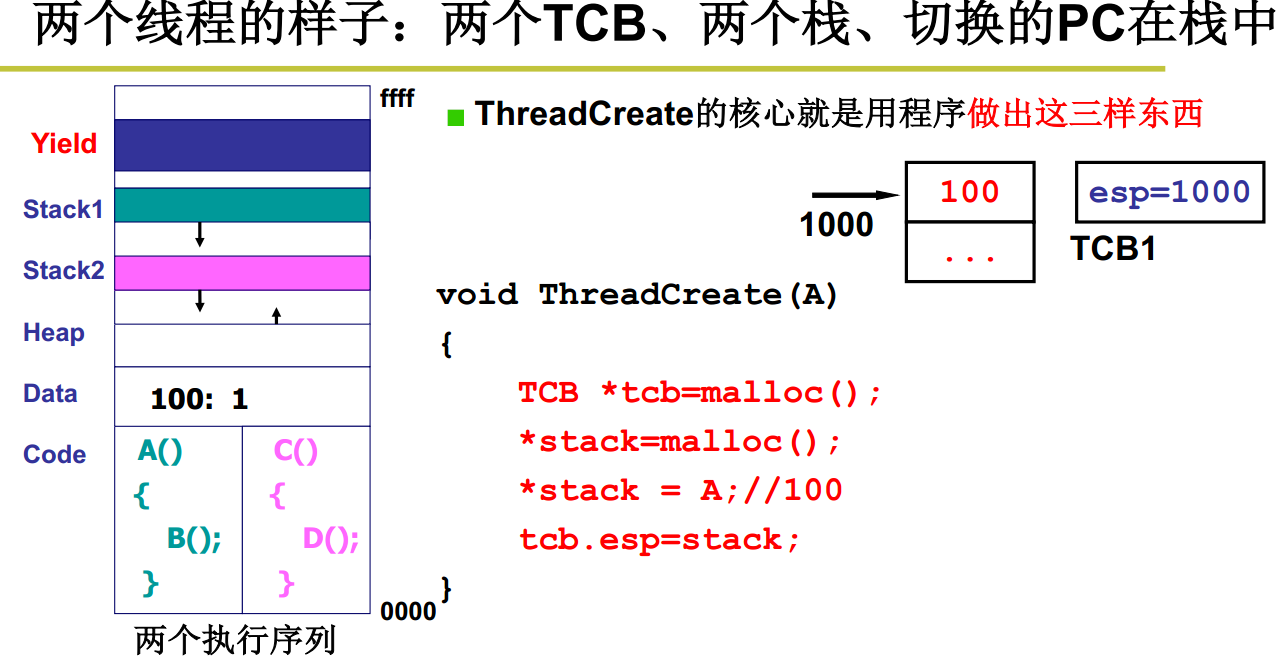 两个线程的样子：两个TCB、两个栈、切换的PC在栈中
ffff
Yield
Stack1
Stack2
Heap
Data
100: 1
Code
A()
{
B();
}
C()
{
D();
}
0000
两个执行序列
ThreadCreate的核心就是用程序做出这三样东西
1000
100
...
esp=1000
TCB1
void ThreadCreate(A)
{
TCB *tcb=malloc();
*stack=malloc();
*stack = A;//100
tcb.esp=stack;
}